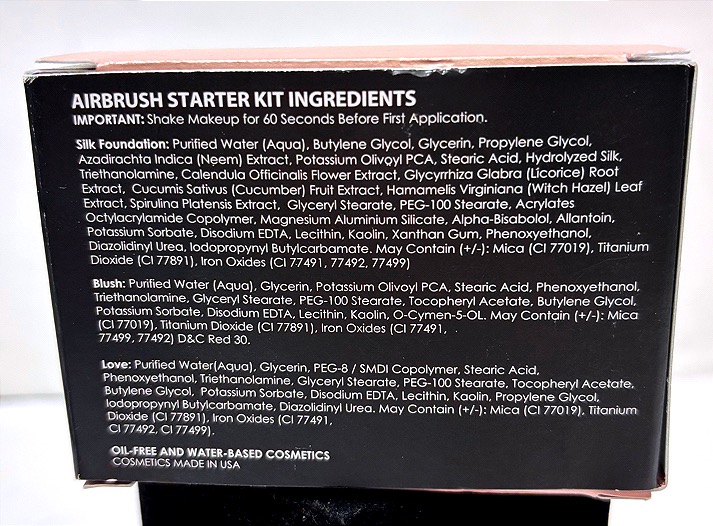 AIRBRUSH STARTER KIT INGREDIENTS
IMPORTANT: Shake Makeup for 60 Seconds Before First Application.
Silk Foundation: Purified Water (Aqua), Butylene Glycol, Glycerin, Propylene Glycol,
Azadirachta Indica (Neem) Extract, Potassium Olivoyl PCA, Stearic Acid, Hydrolyzed Silk,
Triethanolamine, Calendula Officinalis Flower Extract, Glycyrrhiza Glabra (Licorice) Root
Extract, Cucumis Sativus (Cucumber) Fruit Extract, Hamamelis Virginiana (Witch Hazel) Leaf
Extract, Spirulina Platensis Extract, Glyceryl Stearate, PEG-100 Stearate, Acrylates
Octylacrylamide Copolymer, Magnesium Aluminium Silicate, Alpha-Bisabolol, Allantoin,
Potassium Sorbate, Disodium EDTA, Lecithin, Kaolin, Xanthan Gum, Phenoxyethanol,
Diazolidinyl Urea, Iodopropynyl Butylcarbamate. May Contain (+/-): Mica (CI 77019), Titanium
Dioxide (CI 77891), Iron Oxides (CI 77491, 77492, 77499)
Blush: Purified Water (Aqua), Glycerin, Potassium Olivoyl PCA, Stearic Acid, Phenoxyethanol,
Triethanolamine, Glyceryl Stearate, PEG-100 Stearate, Tocopheryl Acetate, Butylene Glycol,
Potassium Sorbate, Disodium EDTA, Lecithin, Kaolin, O-Cymen-5-OL. May Contain (+/-): Mica
(CI 77019), Titanium Dioxide (CI 77891), Iron Oxides (CI 77491,
77499, 77492) D&C Red 30.
Love: Purified Water(Aqua), Glycerin, PEG-8 / SMDI Copolymer, Stearic Acid,
Phenoxyethanol, Triethanolamine, Glyceryl Stearate, PEG-100 Stearate, Tocopheryl Acetate,
Butylene Glycol, Potassium Sorbate, Disodium EDTA, Lecithin, Kaolin, Propylene Glycol,
Iodopropynyl Butylcarbamate, Diazolidinyl Urea. May Contain (+/-): Mica (CI 77019), Titanium
Dioxide (CI 77891), Iron Oxides (CI 77491,
CI 77492, CI 77499).
OIL-FREE AND WATER-BASED COSMETICS
COSMETICS MADE IN USA